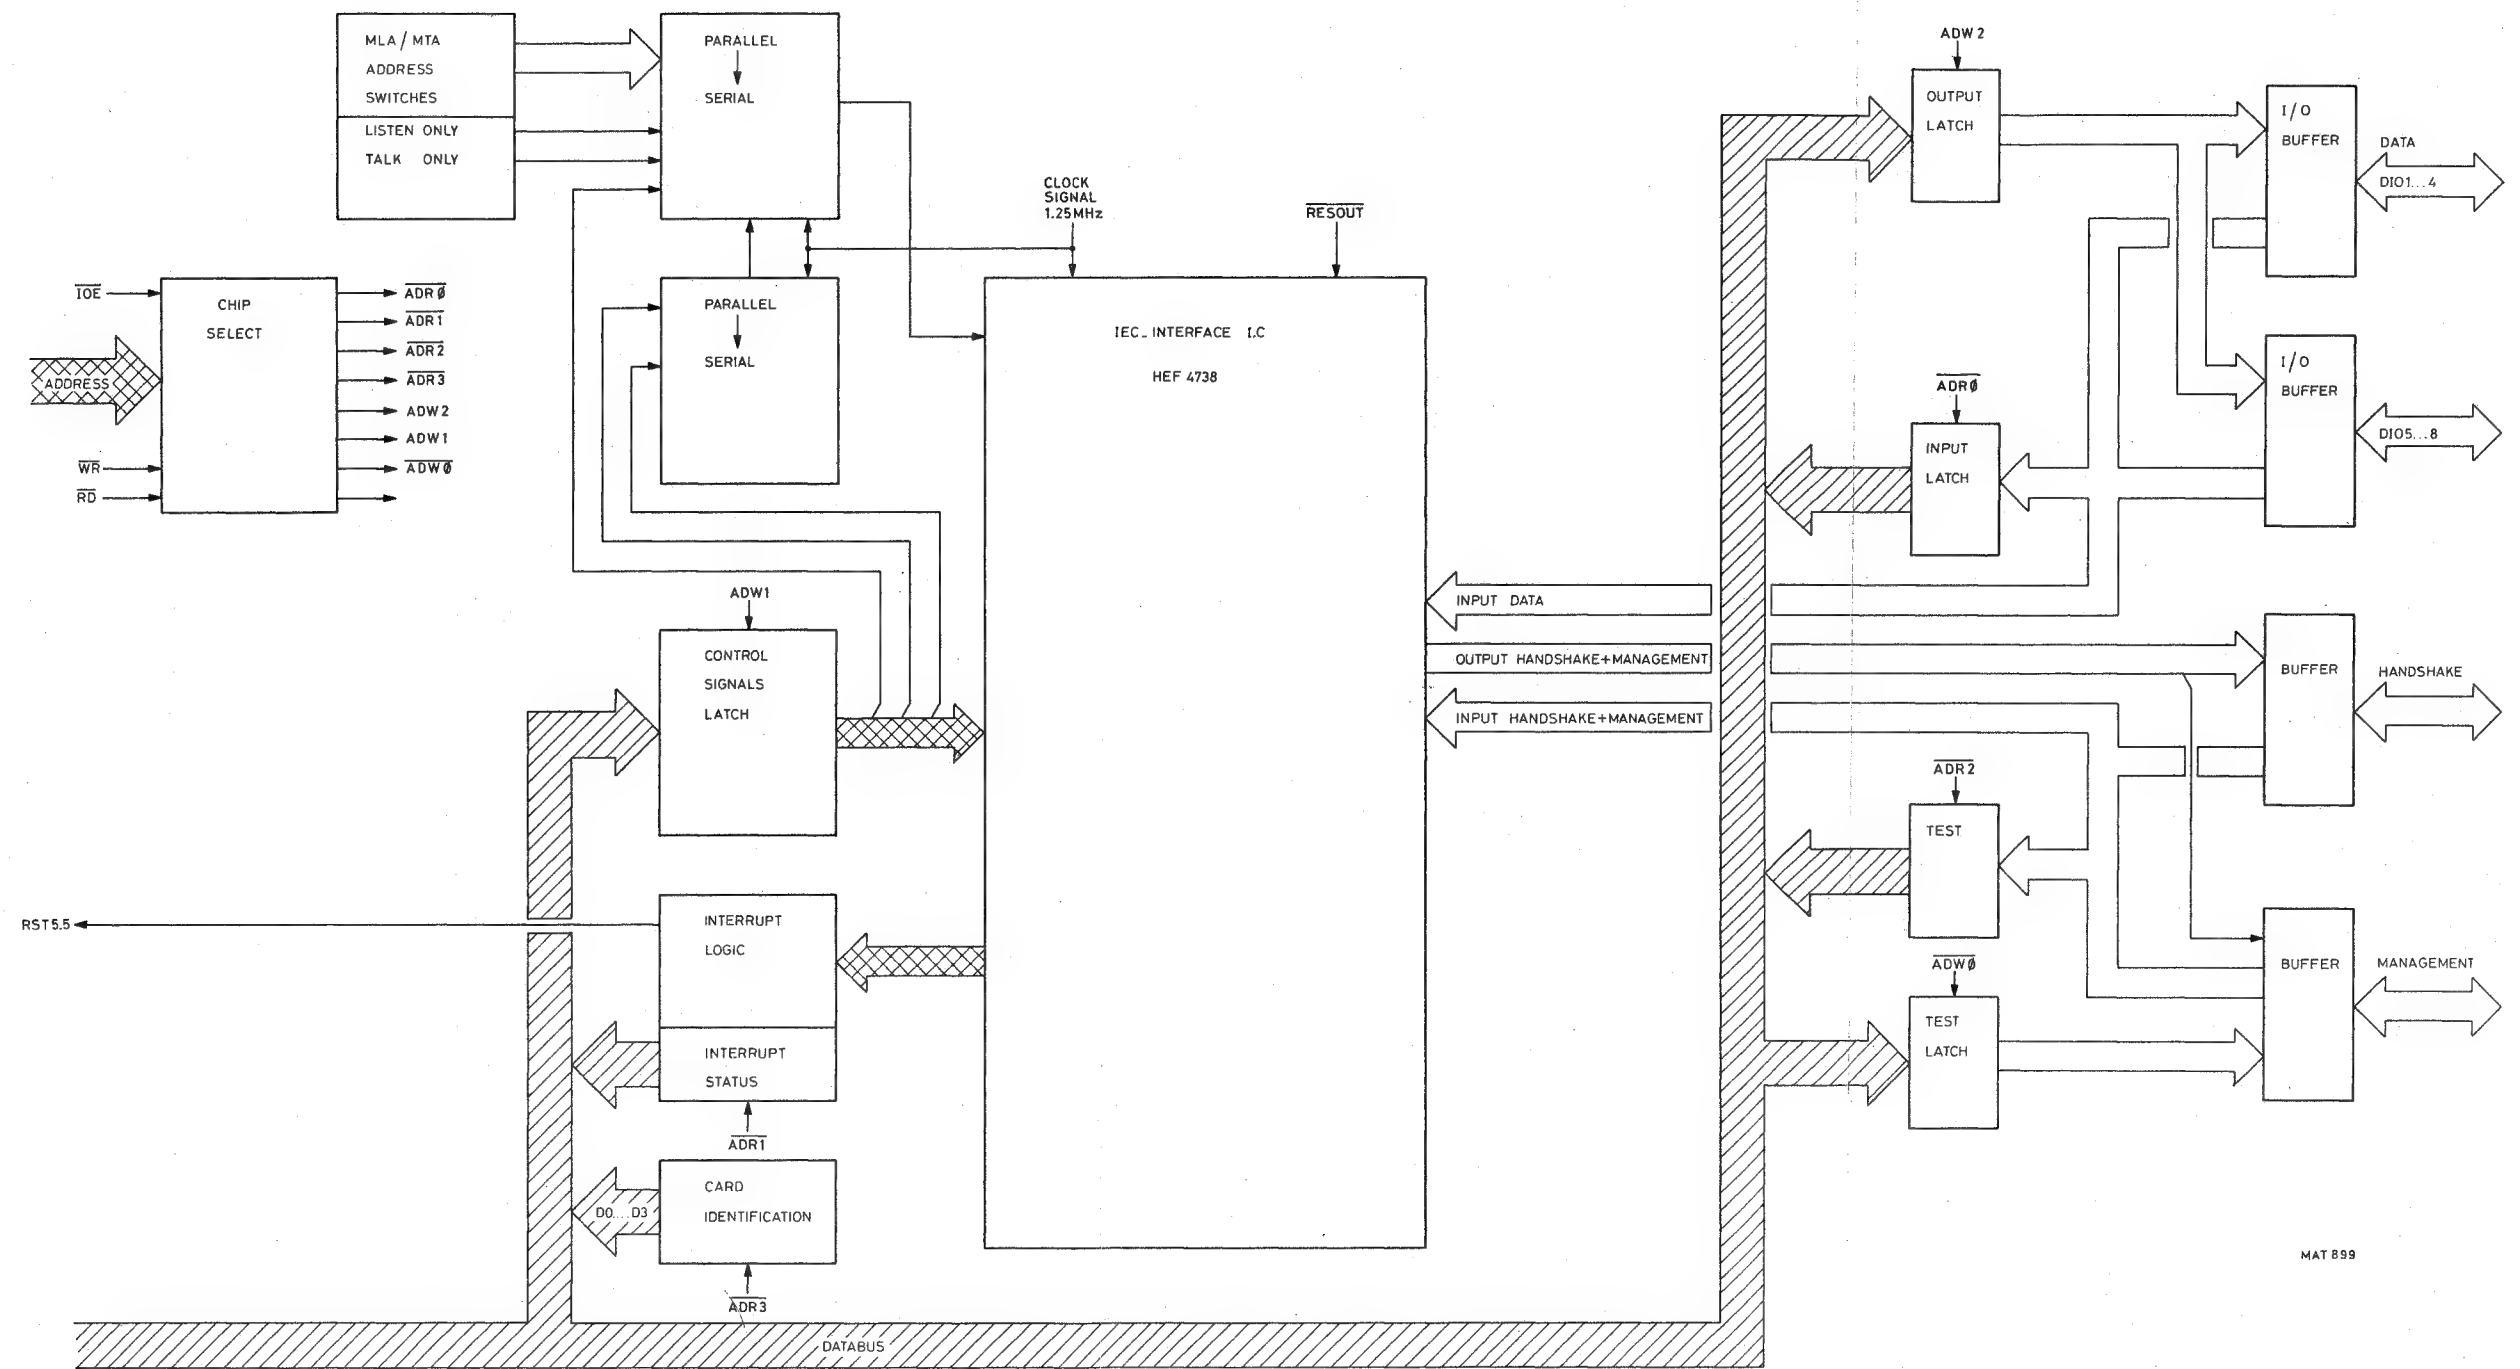 MLA/MTA
ADDRESS
SWITCHES
LISTEN ONLY
TALK ONLY
PARALLEL
SERIAL
CLOCK
SIGNAL
1.25MHz
RESOUT
IOE
ADDRESS
WR
RD
CHIP
SELECT
ADRØ
ADR1
ADR2
ADR3
ADW2
ADW1
ADWØ
PARALLEL
SERIAL
IEC_INTERFACE I.C
HEF 4738
ADW1
CONTROL
SIGNALS
LATCH
RST5.5
INTERRUPT
LOGIC
INTERRUPT
STATUS
ADR1
CARD
IDENTIFICATION
D0....D3
ADR3
DATABUS
INPUT DATA
OUTPUT HANDSHAKE+MANAGEMENT
INPUT HANDSHAKE+MANAGEMENT
ADW2
OUTPUT
LATCH
I/O
BUFFER
DATA
DIO1...4
I/O
BUFFER
DIO5...8
ADRØ
INPUT
LATCH
BUFFER
HANDSHAKE
ADR2
TEST
ADWØ
TEST
LATCH
BUFFER
MANAGEMENT
MAT 899